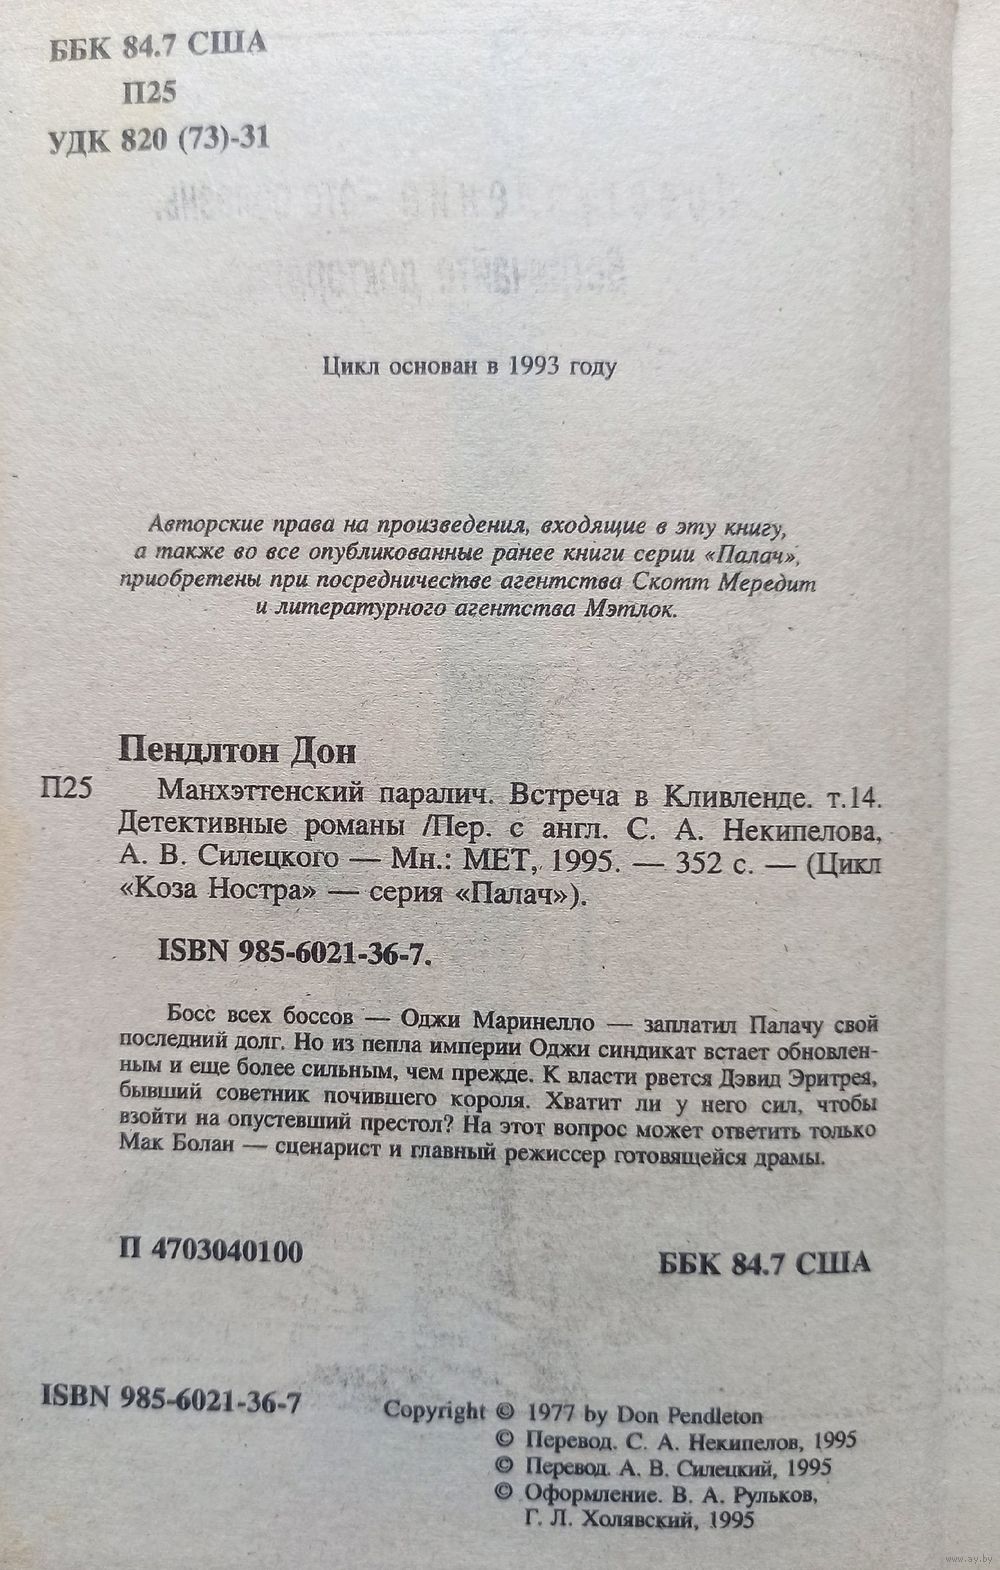 ББК 84.7 США
П25
УДК 820 (73)-31
Цикл основан в 1993 году
Авторские права на произведения, входящие в эту книгу,
а также во все опубликованные ранее книги серии «Палач»,
приобретены при посредничестве агентства Скотт Мередит
и литературного агентства Мэтлок.
Пендлтон Дон
П25 Манхэттенский паралич. Встреча в Кливленде. т.14.
Детективные романы /Пер. с англ. С. А. Некипелова,
А. В. Силецкого — Мн.: МЕТ, 1995. — 352 с. — (Цикл
«Коза Ностра» — серия «Палач»).
ISBN 985-6021-36-7.
Босс всех боссов — Оджи Маринелло — заплатил Палачу свой
последний долг. Но из пепла империи Оджи синдикат встает обновлен-
ным и еще более сильным, чем прежде. К власти рвется Дэвид Эритрея,
бывший советник почившего короля. Хватит ли у него сил, чтобы
взойти на опустевший престол? На этот вопрос может ответить только
Мак Болан — сценарист и главный режиссер готовящейся драмы.
П 4703040100
ББК 84.7 США
ISBN 985-6021-36-7
Copyright © 1977 by Don Pendleton
© Перевод. С. А. Некипелов, 1995
© Перевод. А. В. Силецкий, 1995
© Оформление. В. А. Рульков,
Г. Л. Холявский, 1995
www.ay.by